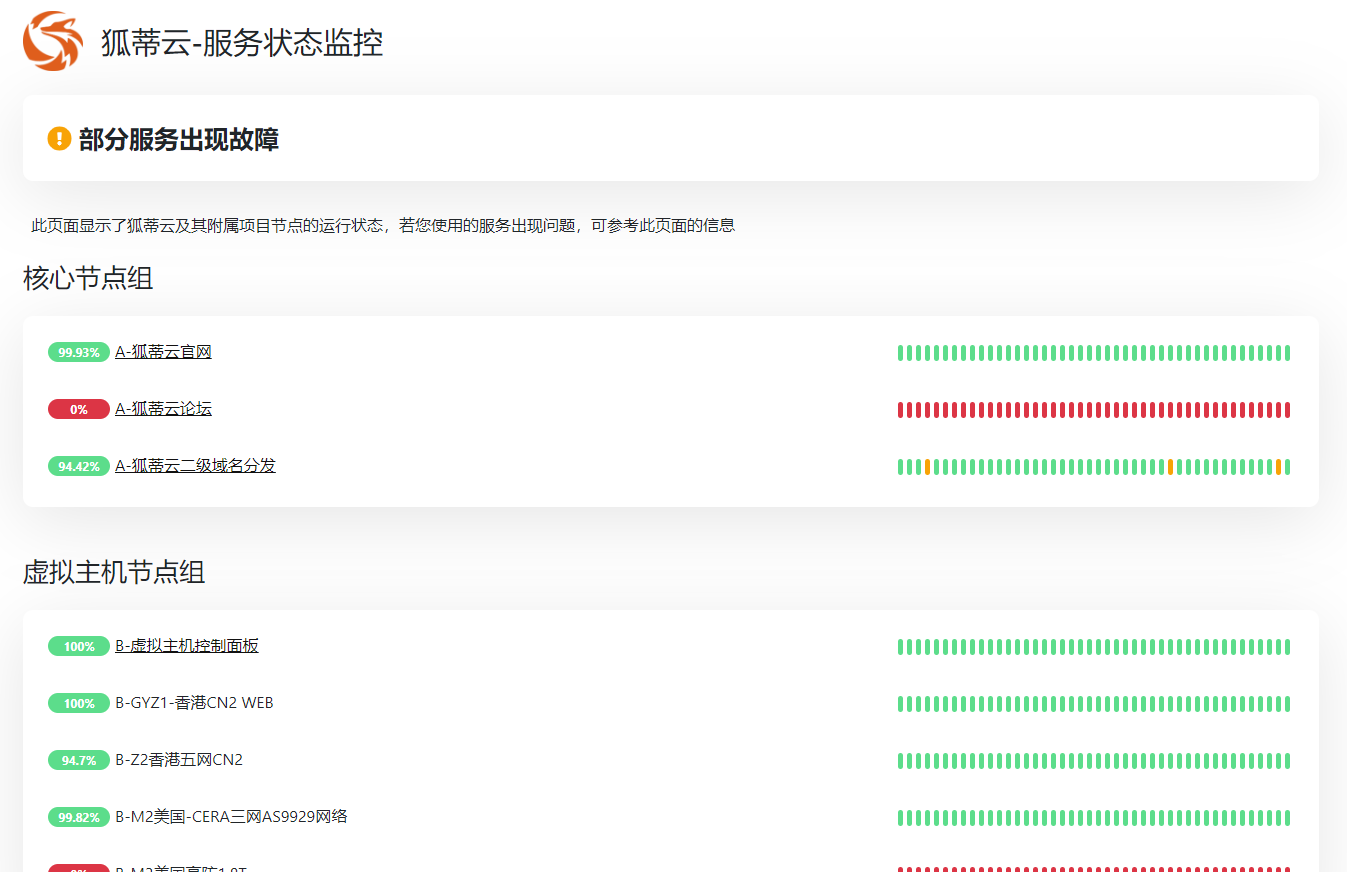 狐蒂云-服务状态监控
部分服务出现故障
此页面显示了狐蒂云及其附属项目节点的运行状态，若您使用的服务出现问题，可参考此页面的信息
核心节点组
99.93% A-狐蒂云官网
0% A-狐蒂云论坛
94.42% A-狐蒂云二级域名分发
虚拟主机节点组
100% B-虚拟主机控制面板
100% B-GYZ1-香港CN2 WEB
94.7% B-Z2香港五网CN2
99.82% B-M2美国-CERA三网AS9929网络